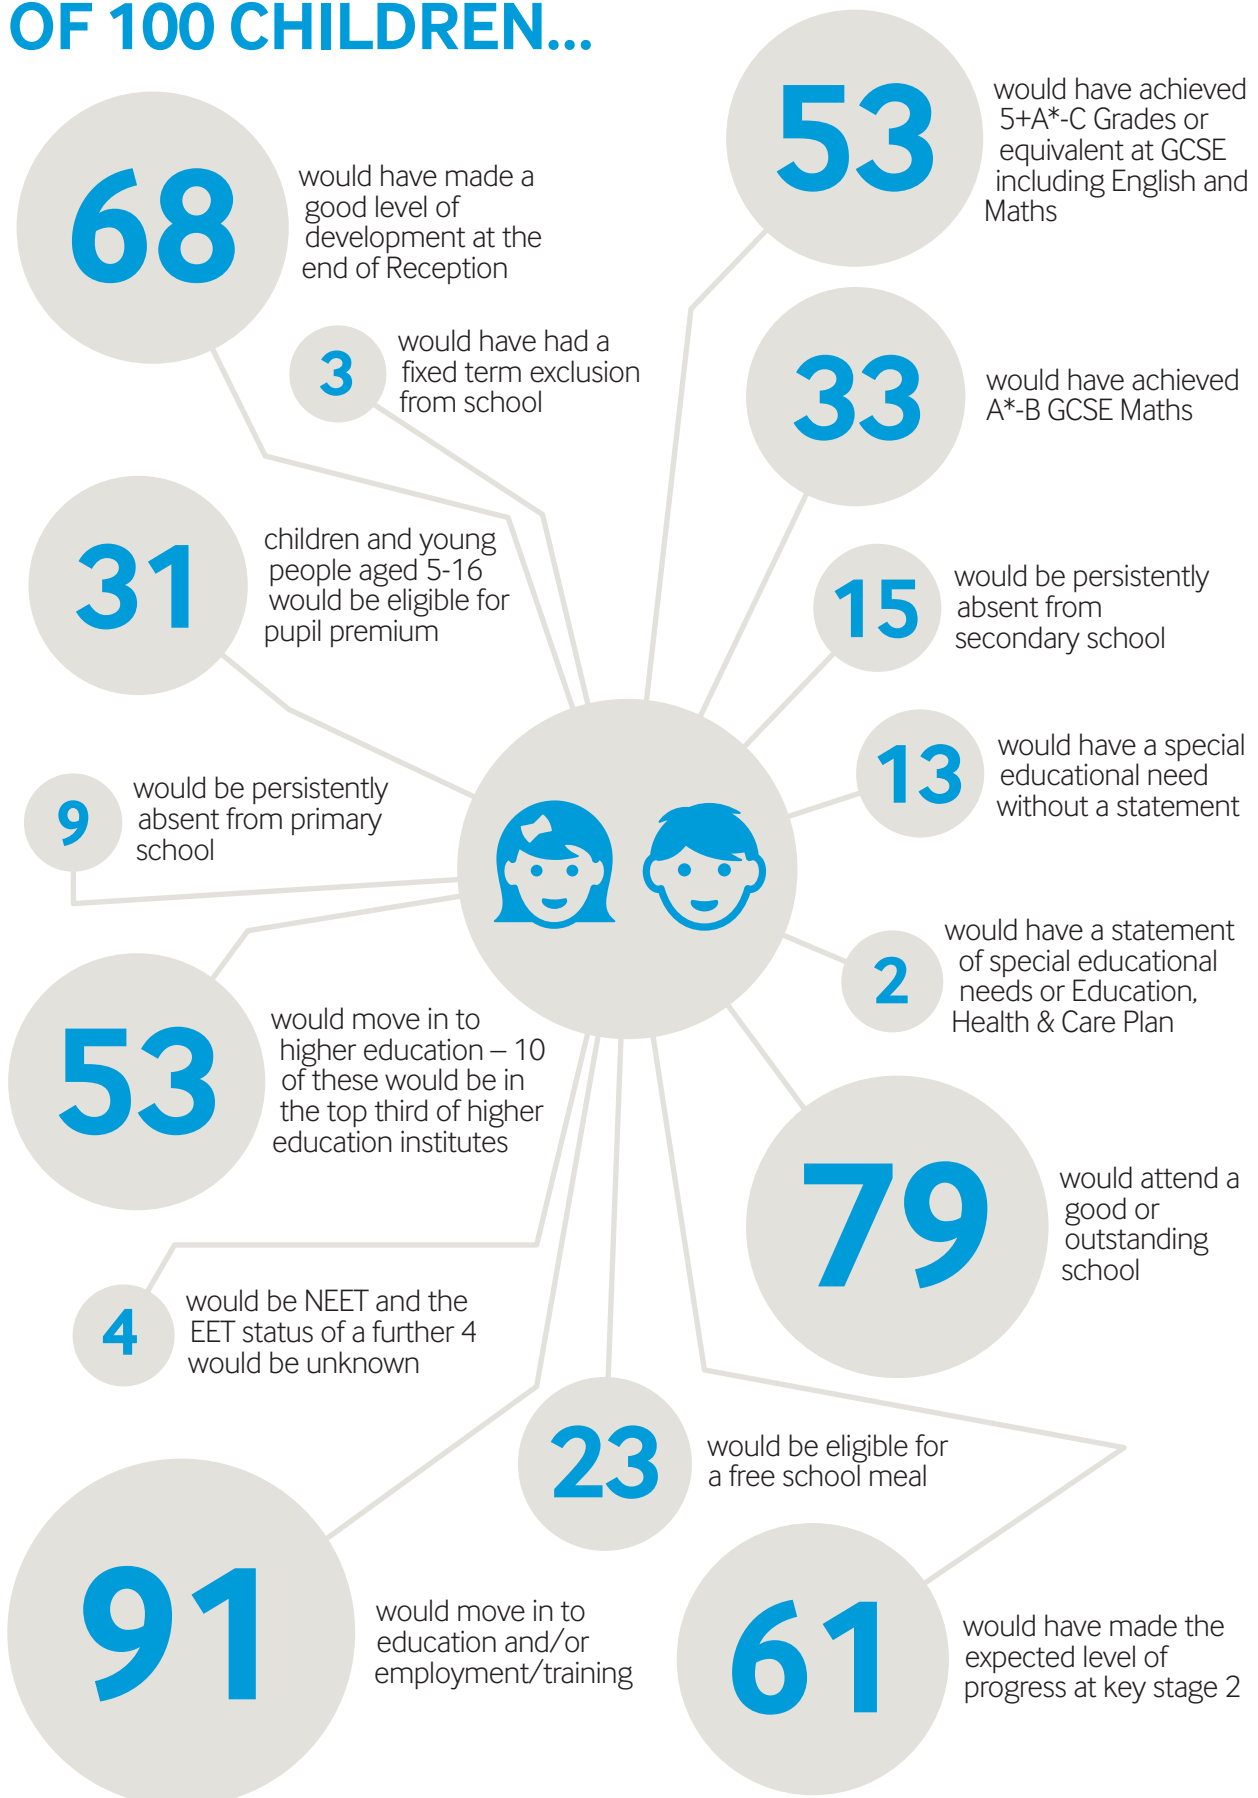 OF 100 CHILDREN...
68
would have made a
good level of
development at the
end of Reception
53
would have achieved
5+A*-C Grades or
equivalent at GCSE
including English and
Maths
3
would have had a
fixed term exclusion
from school
33
would have achieved
A*-B GCSE Maths
31
children and young
people aged 5-16
would be eligible for
pupil premium
15
would be persistently
absent from
secondary school
13
would have a special
educational need
without a statement
9
would be persistently
absent from primary
school
2
would have a statement
of special educational
needs or Education,
Health & Care Plan
53
would move in to
higher education – 10
of these would be in
the top third of higher
education institutes
79
would attend a
good or
outstanding
school
4
would be NEET and the
EET status of a further 4
would be unknown
23
would be eligible for
a free school meal
91
would move in to
education and/or
employment/training
61
would have made the
expected level of
progress at key stage 2